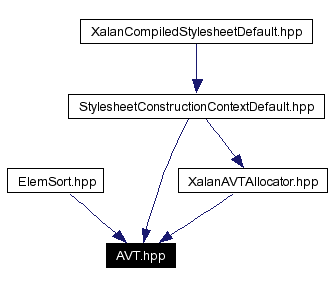 XalanCompiledStylesheetDefault.hpp
StylesheetConstructionContextDefault.hpp
ElemSort.hpp
XalanAVTAllocator.hpp
AVT.hpp